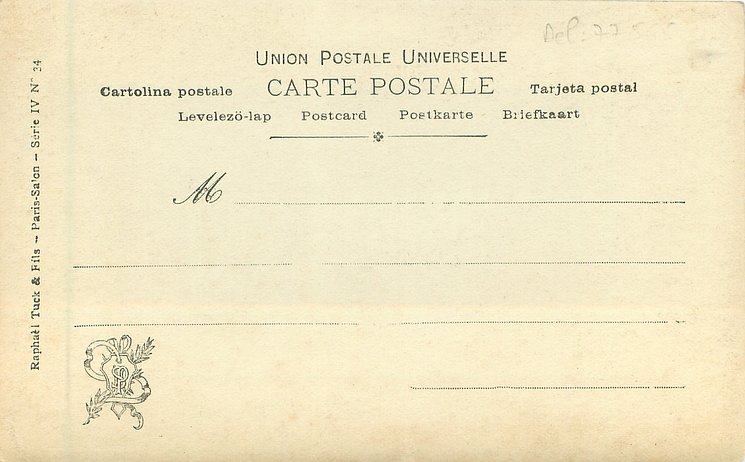 UNION POSTALE UNIVERSELLE
Cartolina postale CARTE POSTALE Tarjeta postal
Levelezö-lap Postcard Postkarte Briefkaart
M
Raphaël Tuck & Fils – Paris-Salon – Série IV N° 34